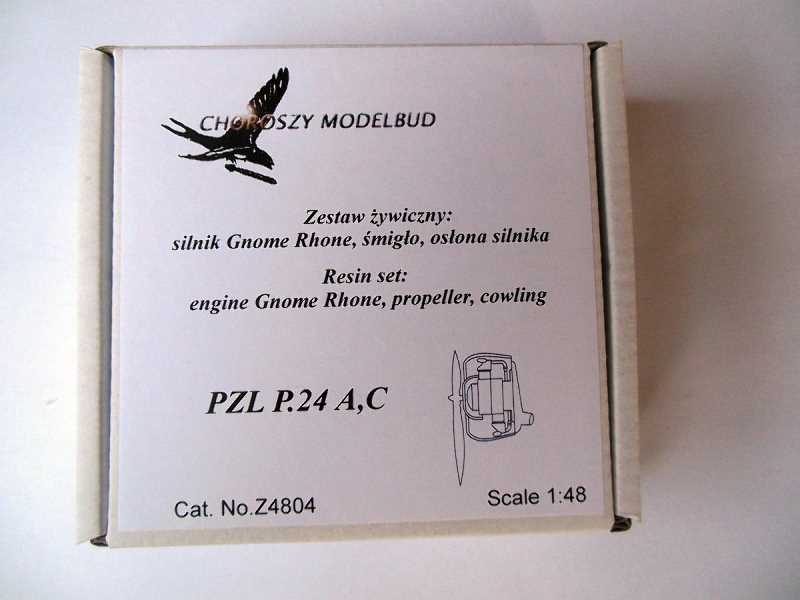 CHOROSZY MODELBUD
Zestaw żywiczny:
silnik Gnome Rhone, śmigło, osłona silnika
Resin set:
engine Gnome Rhone, propeller, cowling
PZL P.24 A,C
Cat. No.Z4804
Scale 1:48